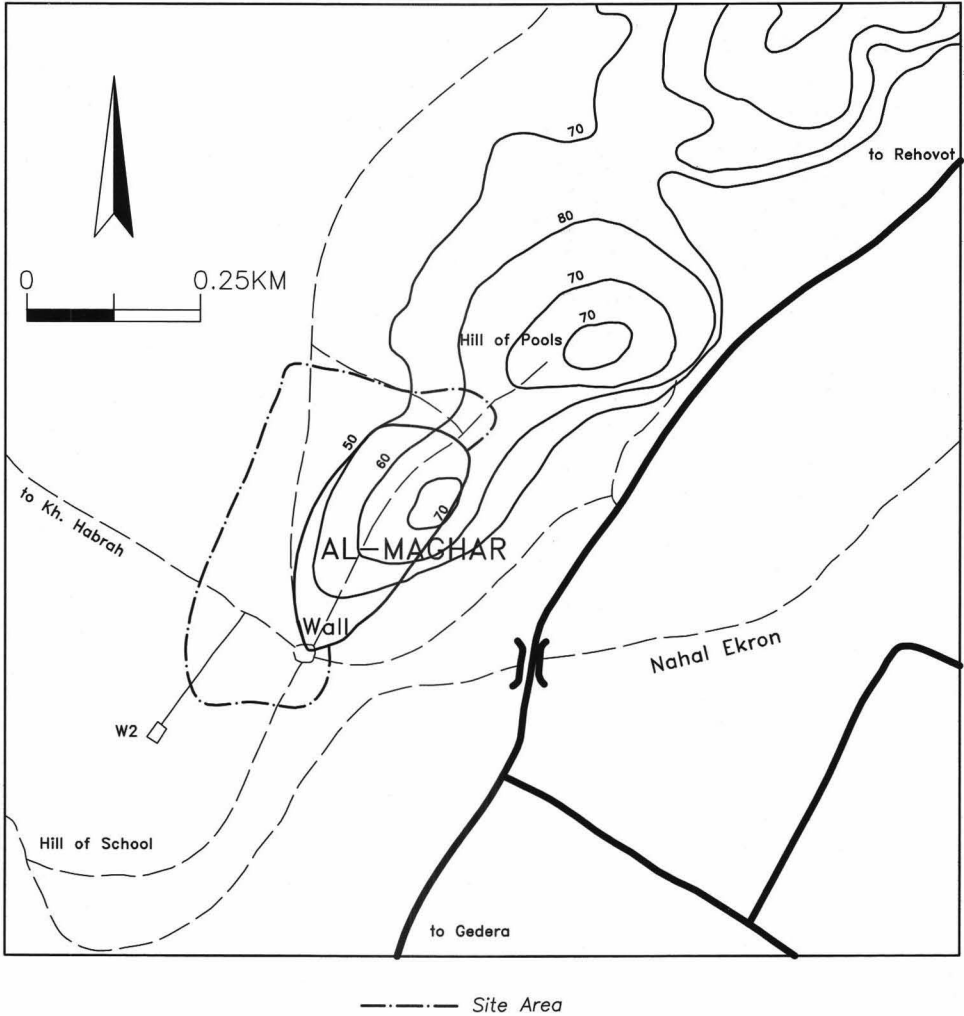 70
to Rehovot
80
0 0.25KM
70
70
Hill of Pools
50
60
to Kh. Habrah
70
AL-MAGHAR
Wall
Nahal Ekron
W2
Hill of School
to Gedera
Site Area